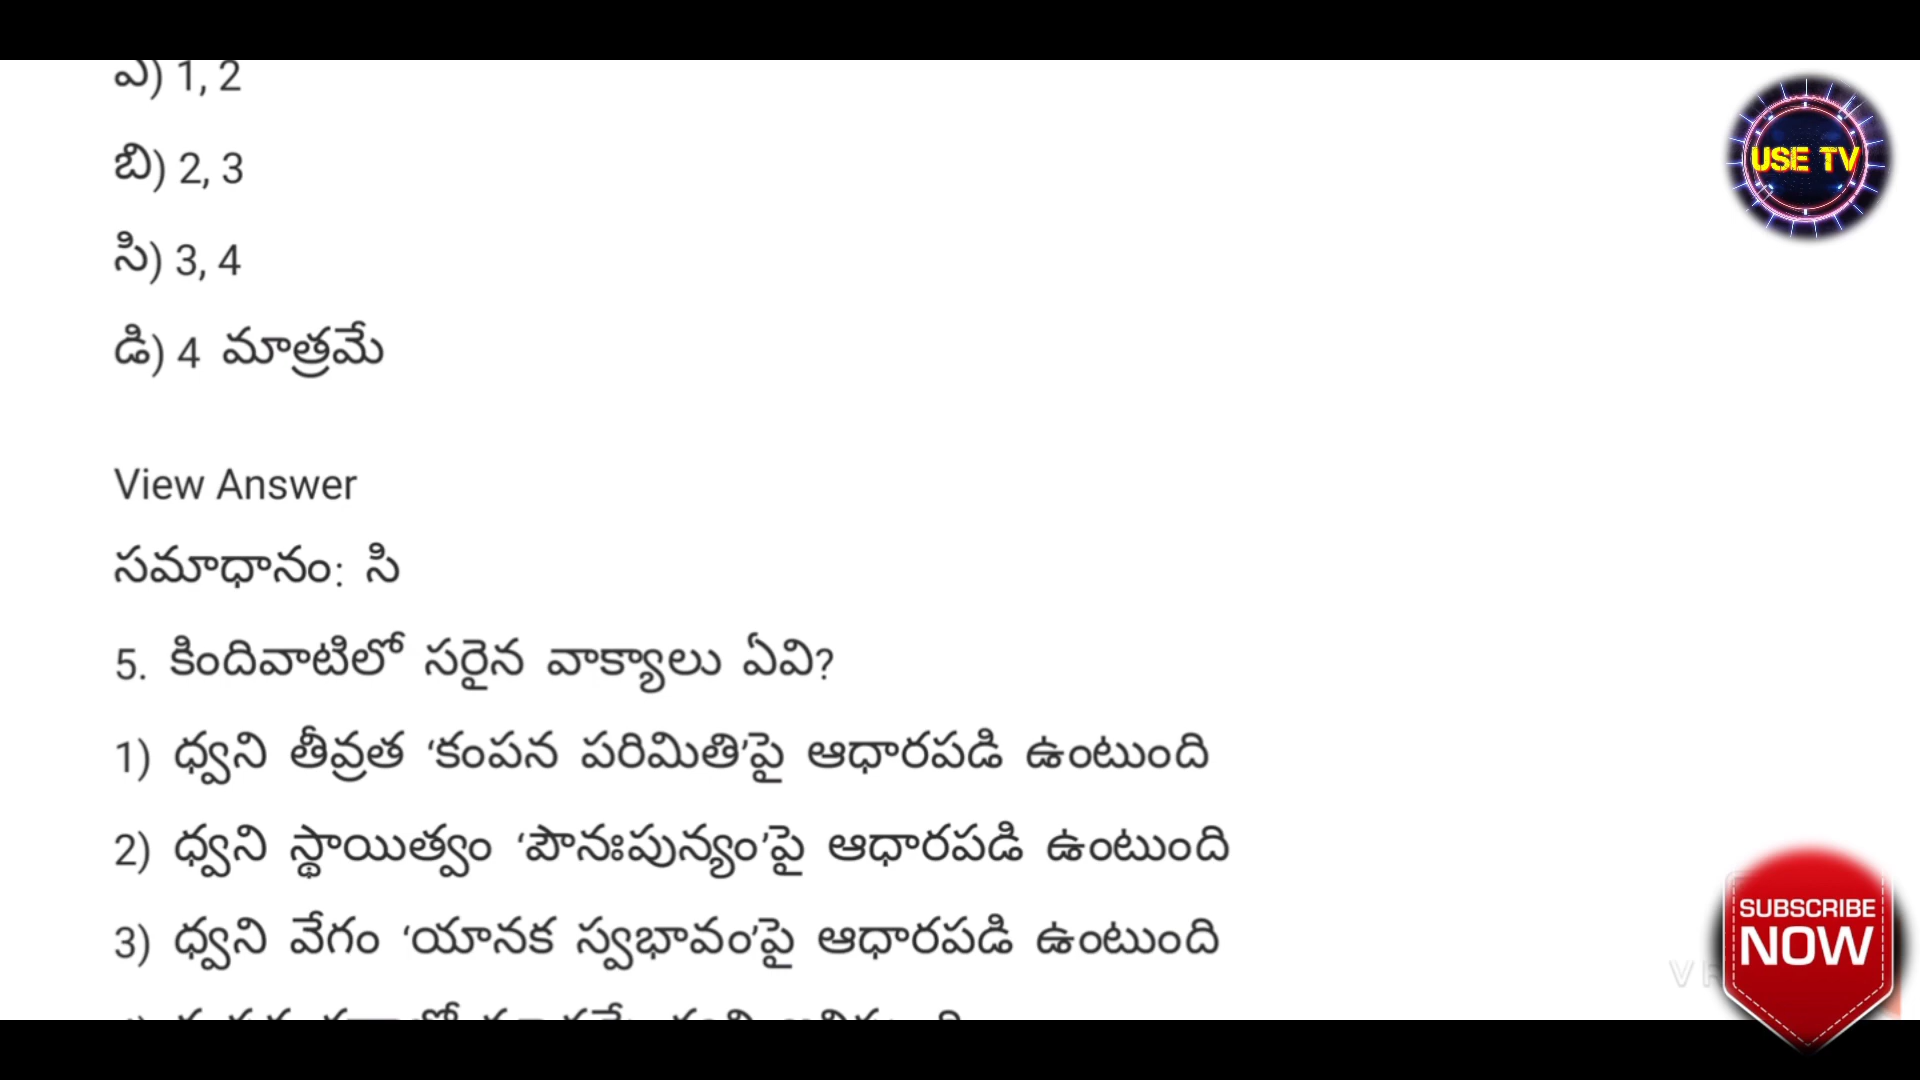 ఎ) 1, 2
బి) 2, 3
సి) 3, 4
డి) 4 మాత్రమే
View Answer
సమాధానం: సి
5. కిందివాటిలో సరైన వాక్యాలు ఏవి?
1) ధ్వని తీవ్రత ‘కంపన పరిమితి’పై ఆధారపడి ఉంటుంది
2) ధ్వని స్థాయిత్వం ‘పౌనఃపున్యం’పై ఆధారపడి ఉంటుంది
3) ధ్వని వేగం ‘యానక స్వభావం’పై ఆధారపడి ఉంటుంది
USE TV
SUBSCRIBE
NOW